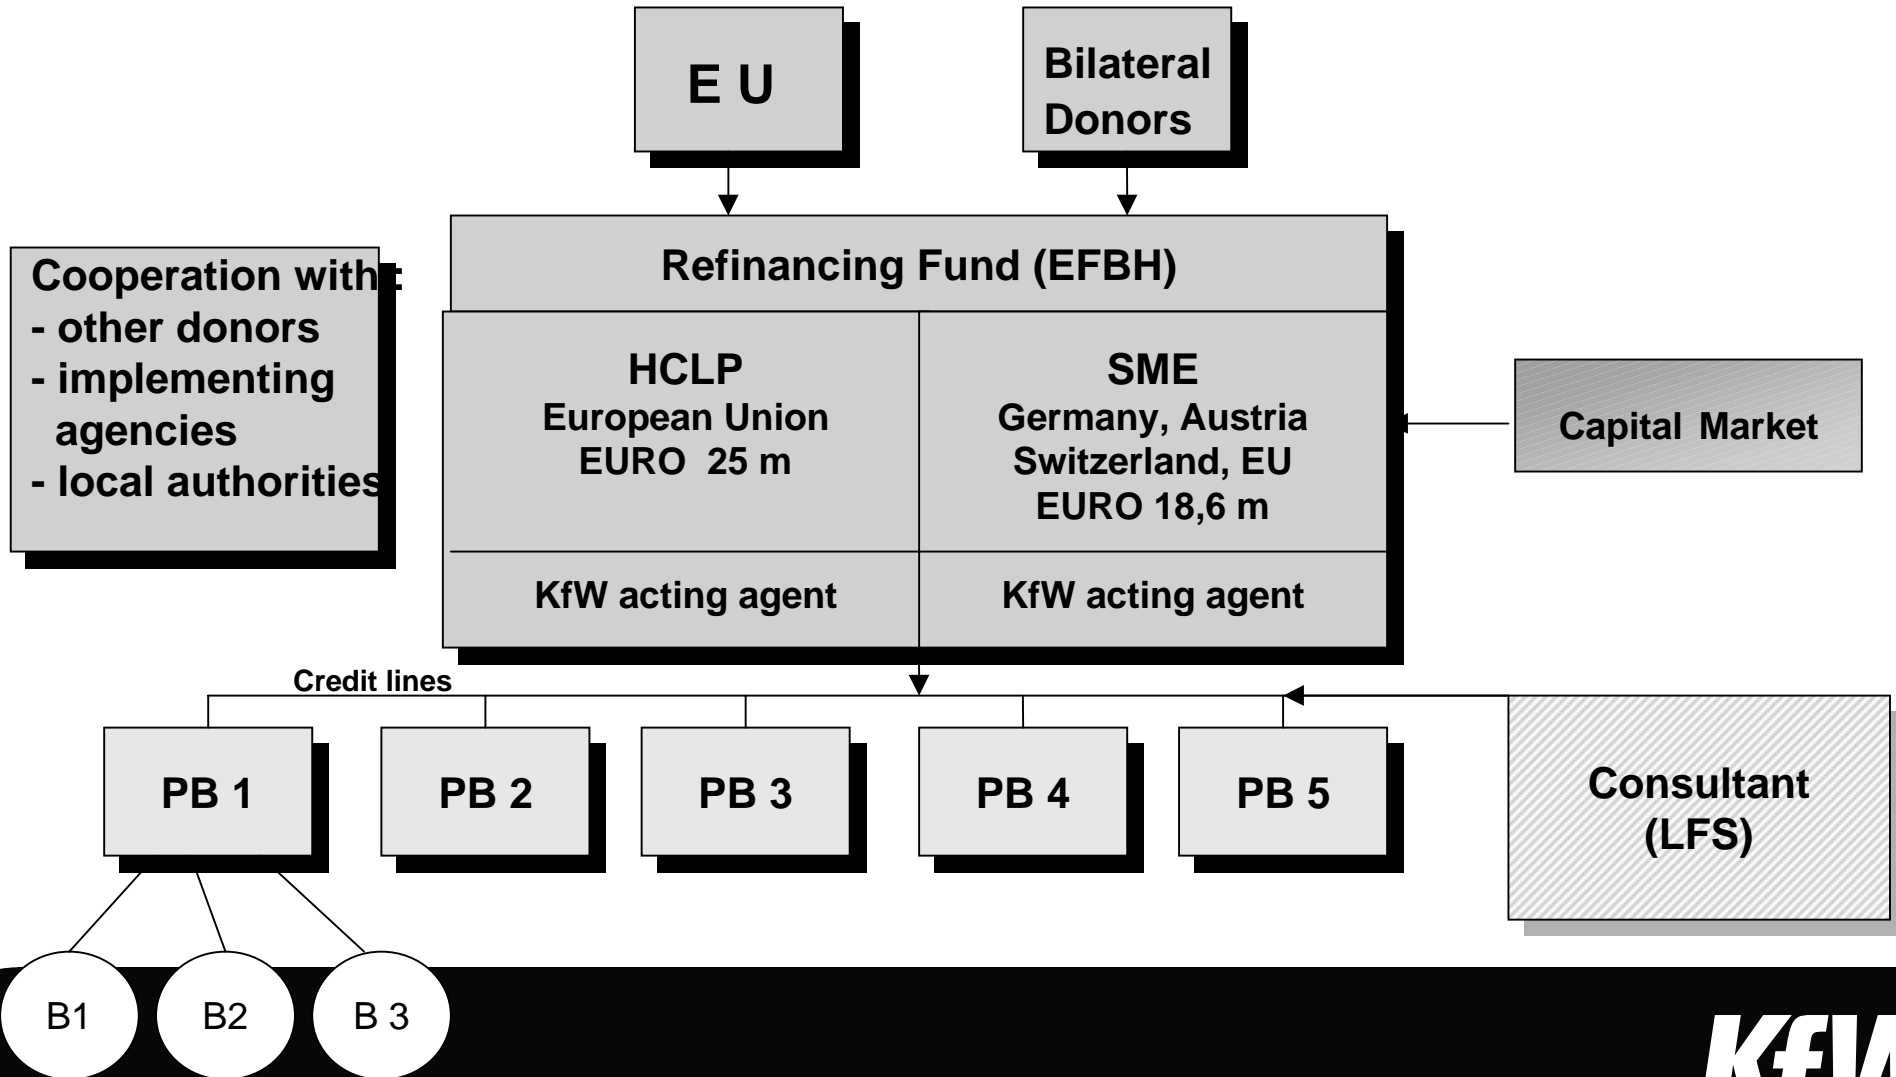 E U
Bilateral
Donors
Refinancing Fund (EFBH)
Cooperation with :
- other donors
- implementing
agencies
- local authorities
HCLP
European Union
EURO 25 m
SME
Germany, Austria
Switzerland, EU
EURO 18,6 m
Capital Market
KfW acting agent
KfW acting agent
Credit lines
PB 1
PB 2
PB 3
PB 4
PB 5
Consultant
(LFS)
B1
B2
B 3
KfW